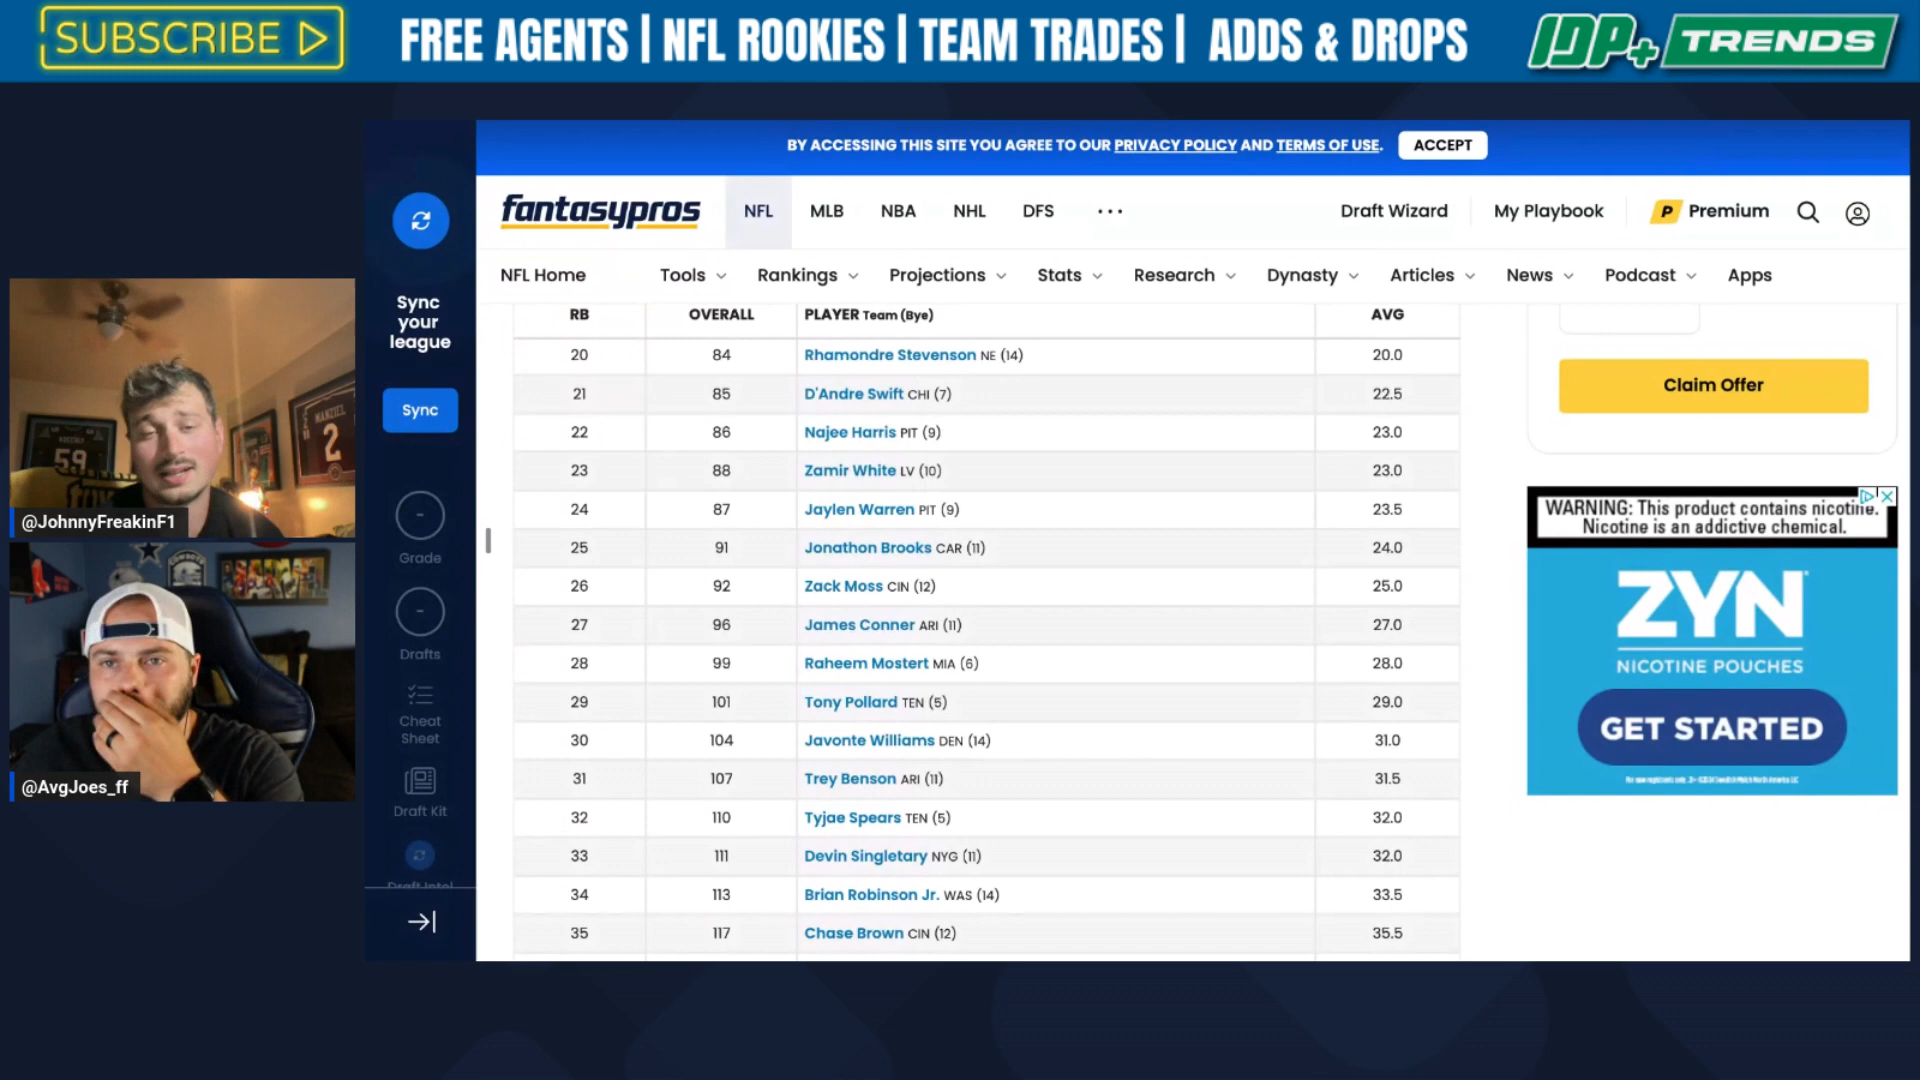 SUBSCRIBE
FREE AGENTS | NFL ROOKIES | TEAM TRADES | ADDS & DROPS
IDP+ TRENDS
BY ACCESSING THIS SITE YOU AGREE TO OUR PRIVACY POLICY AND TERMS OF USE. ACCEPT
fantasypros NFL MLB NBA NHL DFS ... Draft Wizard My Playbook P Premium
NFL Home Tools Rankings Projections Stats Research Dynasty Articles News Podcast Apps
Sync
your
league
Sync
-
Grade
-
Drafts
Cheat
Sheet
Draft Kit
Draft Intel
MANZIEL
2
59
@JohnnyFreakinF1
COWBOYS
@AvgJoes_ff
RB OVERALL PLAYER Team (Bye) AVG
20 84 Rhamondre Stevenson NE (14) 20.0
21 85 D'Andre Swift CHI (7) 22.5
22 86 Najee Harris PIT (9) 23.0
23 88 Zamir White LV (10) 23.0
24 87 Jaylen Warren PIT (9) 23.5
25 91 Jonathon Brooks CAR (11) 24.0
26 92 Zack Moss CIN (12) 25.0
27 96 James Conner ARI (11) 27.0
28 99 Raheem Mostert MIA (6) 28.0
29 101 Tony Pollard TEN (5) 29.0
30 104 Javonte Williams DEN (14) 31.0
31 107 Trey Benson ARI (11) 31.5
32 110 Tyjae Spears TEN (5) 32.0
33 111 Devin Singletary NYG (11) 32.0
34 113 Brian Robinson Jr. WAS (14) 33.5
35 117 Chase Brown CIN (12) 35.5
Claim Offer
WARNING: This product contains nicotine.
Nicotine is an addictive chemical.
ZYN
NICOTINE POUCHES
GET STARTED